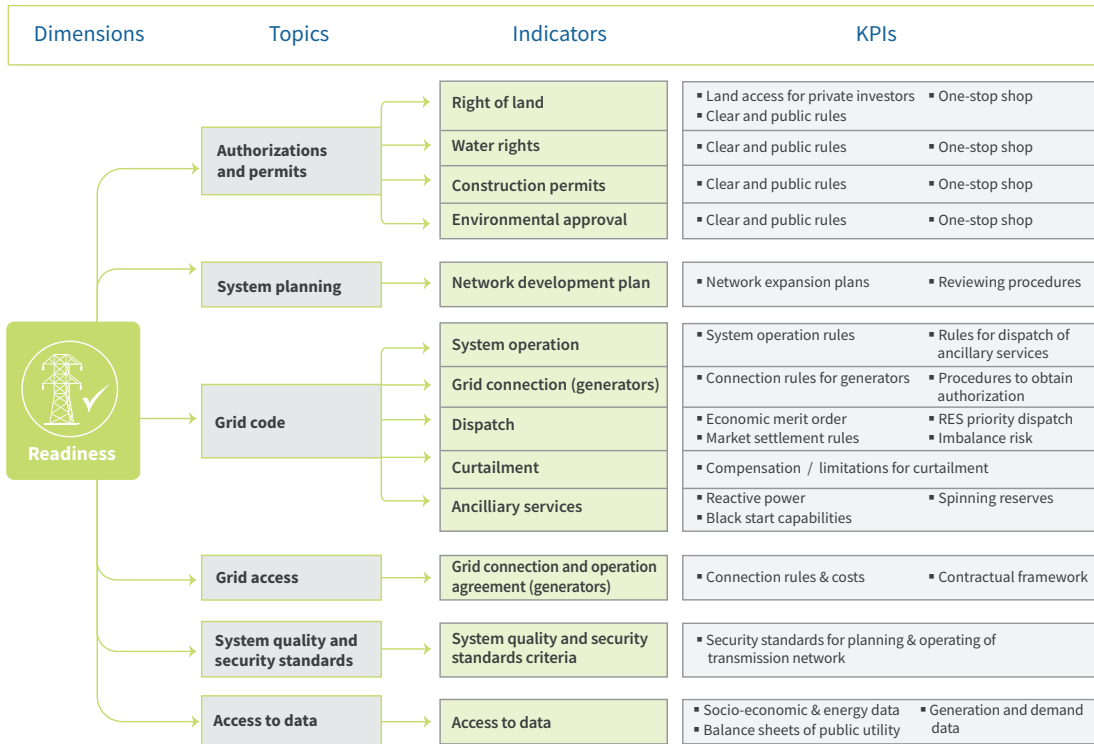 Dimensions
Topics
Indicators
KPIs
Readiness
Authorizations
and permits
Right of land
▪ Land access for private investors
▪ One-stop shop
▪ Clear and public rules
Water rights
▪ Clear and public rules
▪ One-stop shop
Construction permits
▪ Clear and public rules
▪ One-stop shop
Environmental approval
▪ Clear and public rules
▪ One-stop shop
System planning
Network development plan
▪ Network expansion plans
▪ Reviewing procedures
Grid code
System operation
▪ System operation rules
▪ Rules for dispatch of
ancillary services
Grid connection (generators)
▪ Connection rules for generators
▪ Procedures to obtain
authorization
Dispatch
▪ Economic merit order
▪ RES priority dispatch
▪ Market settlement rules
▪ Imbalance risk
Curtailment
▪ Compensation / limitations for curtailment
Ancilliary services
▪ Reactive power
▪ Spinning reserves
▪ Black start capabilities
Grid access
Grid connection and operation
agreement (generators)
▪ Connection rules & costs
▪ Contractual framework
System quality and
security standards
System quality and security
standards criteria
▪ Security standards for planning & operating of
transmission network
Access to data
Access to data
▪ Socio-economic & energy data
▪ Generation and demand
data
▪ Balance sheets of public utility